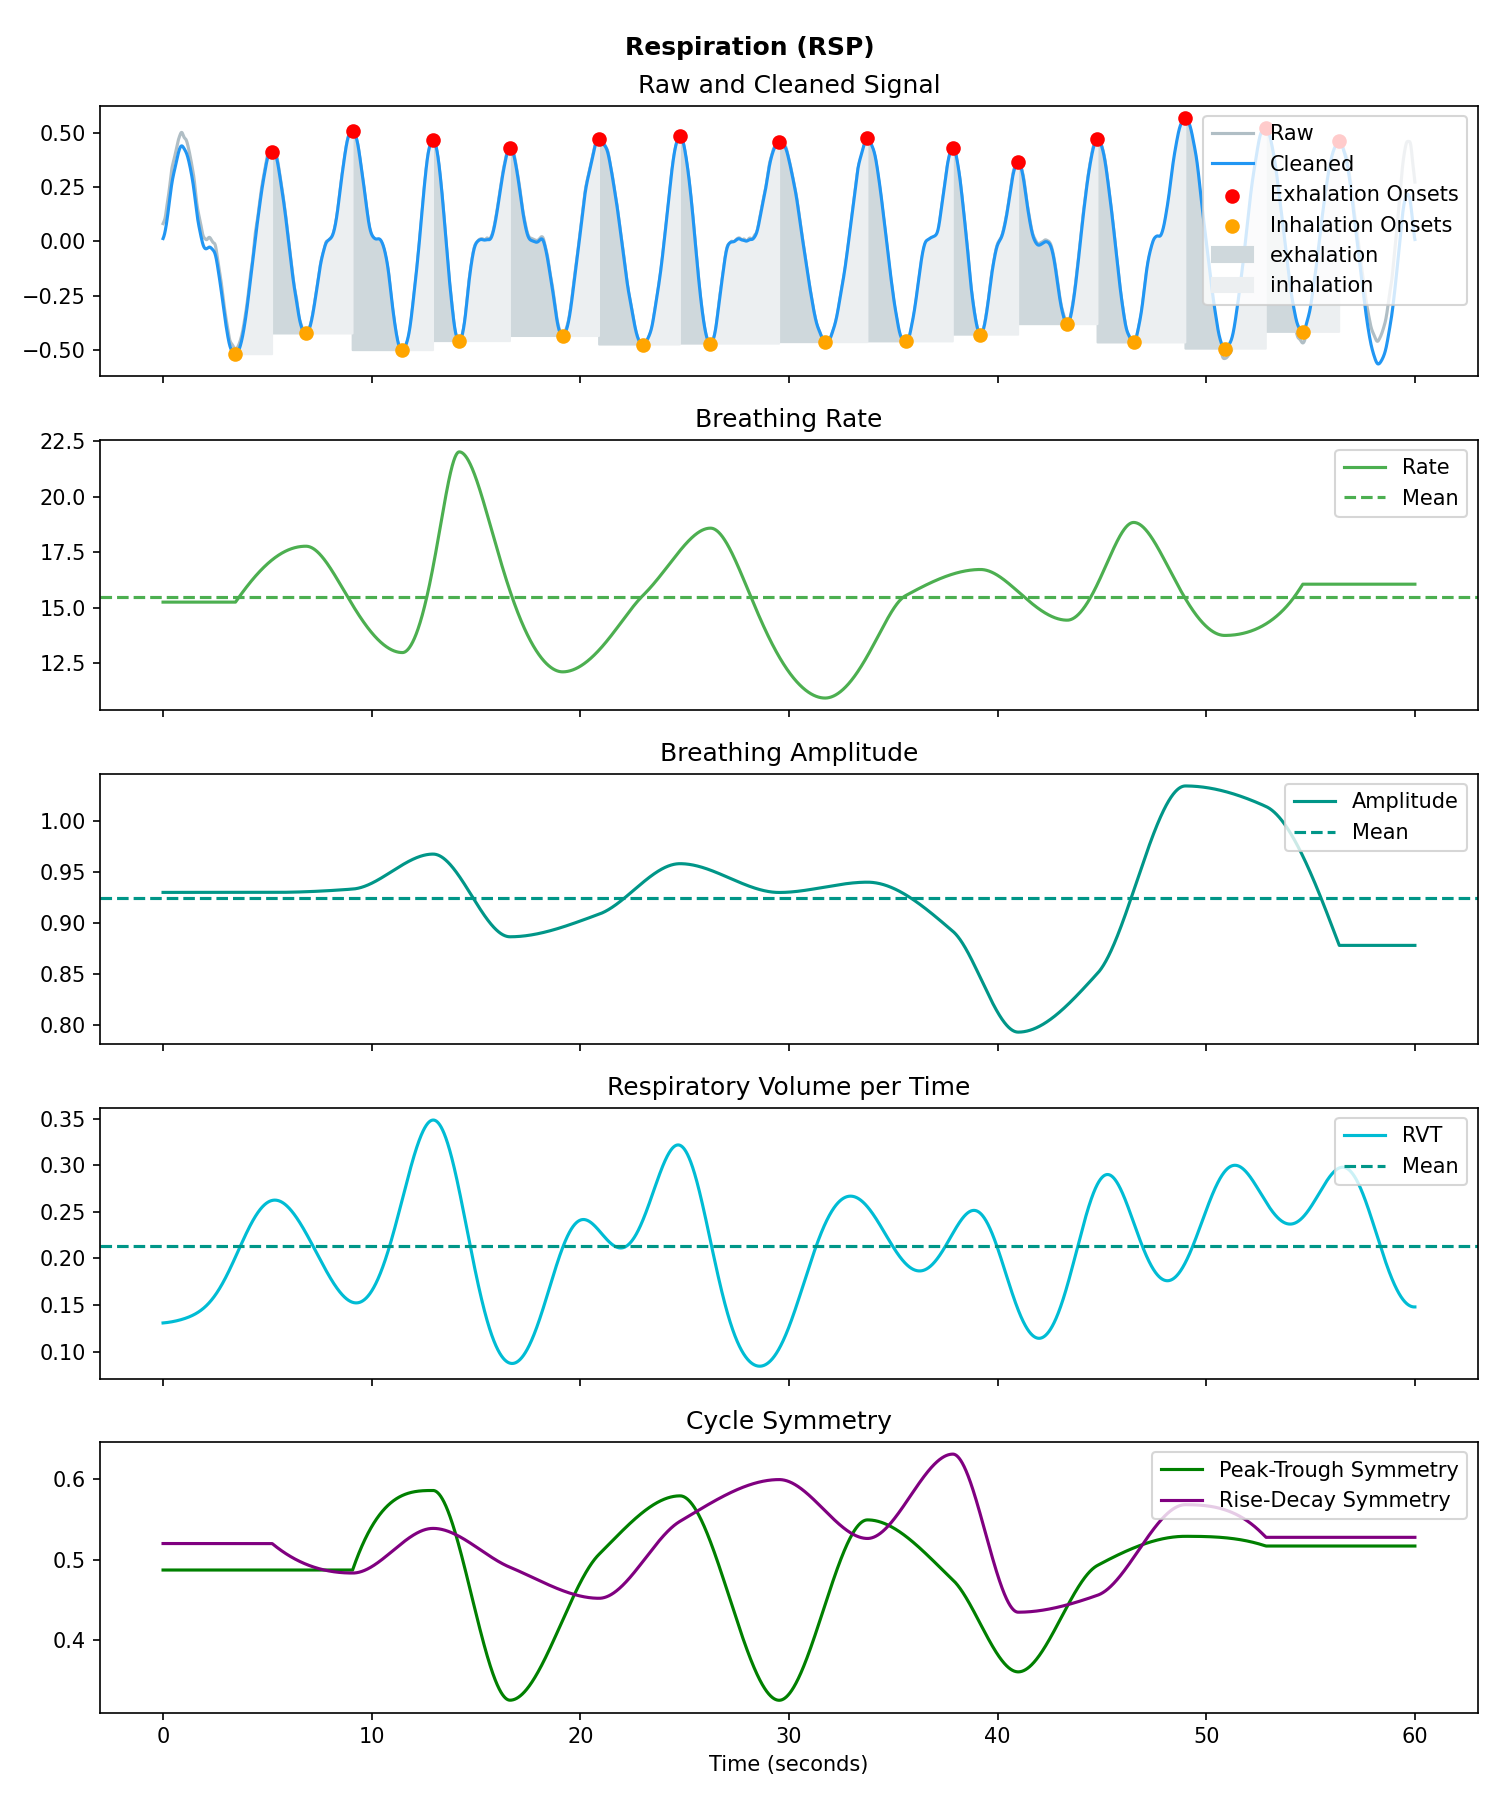 Respiration (RSP)
Raw and Cleaned Signal
0.50
0.25
0.00
−0.25
−0.50
Raw
Cleaned
Exhalation Onsets
Inhalation Onsets
exhalation
inhalation
Breathing Rate
22.5
20.0
17.5
15.0
12.5
Rate
Mean
Breathing Amplitude
1.00
0.95
0.90
0.85
0.80
Amplitude
Mean
Respiratory Volume per Time
0.35
0.30
0.25
0.20
0.15
0.10
RVT
Mean
Cycle Symmetry
0.6
0.5
0.4
Peak-Trough Symmetry
Rise-Decay Symmetry
0 10 20 30 40 50 60
Time (seconds)